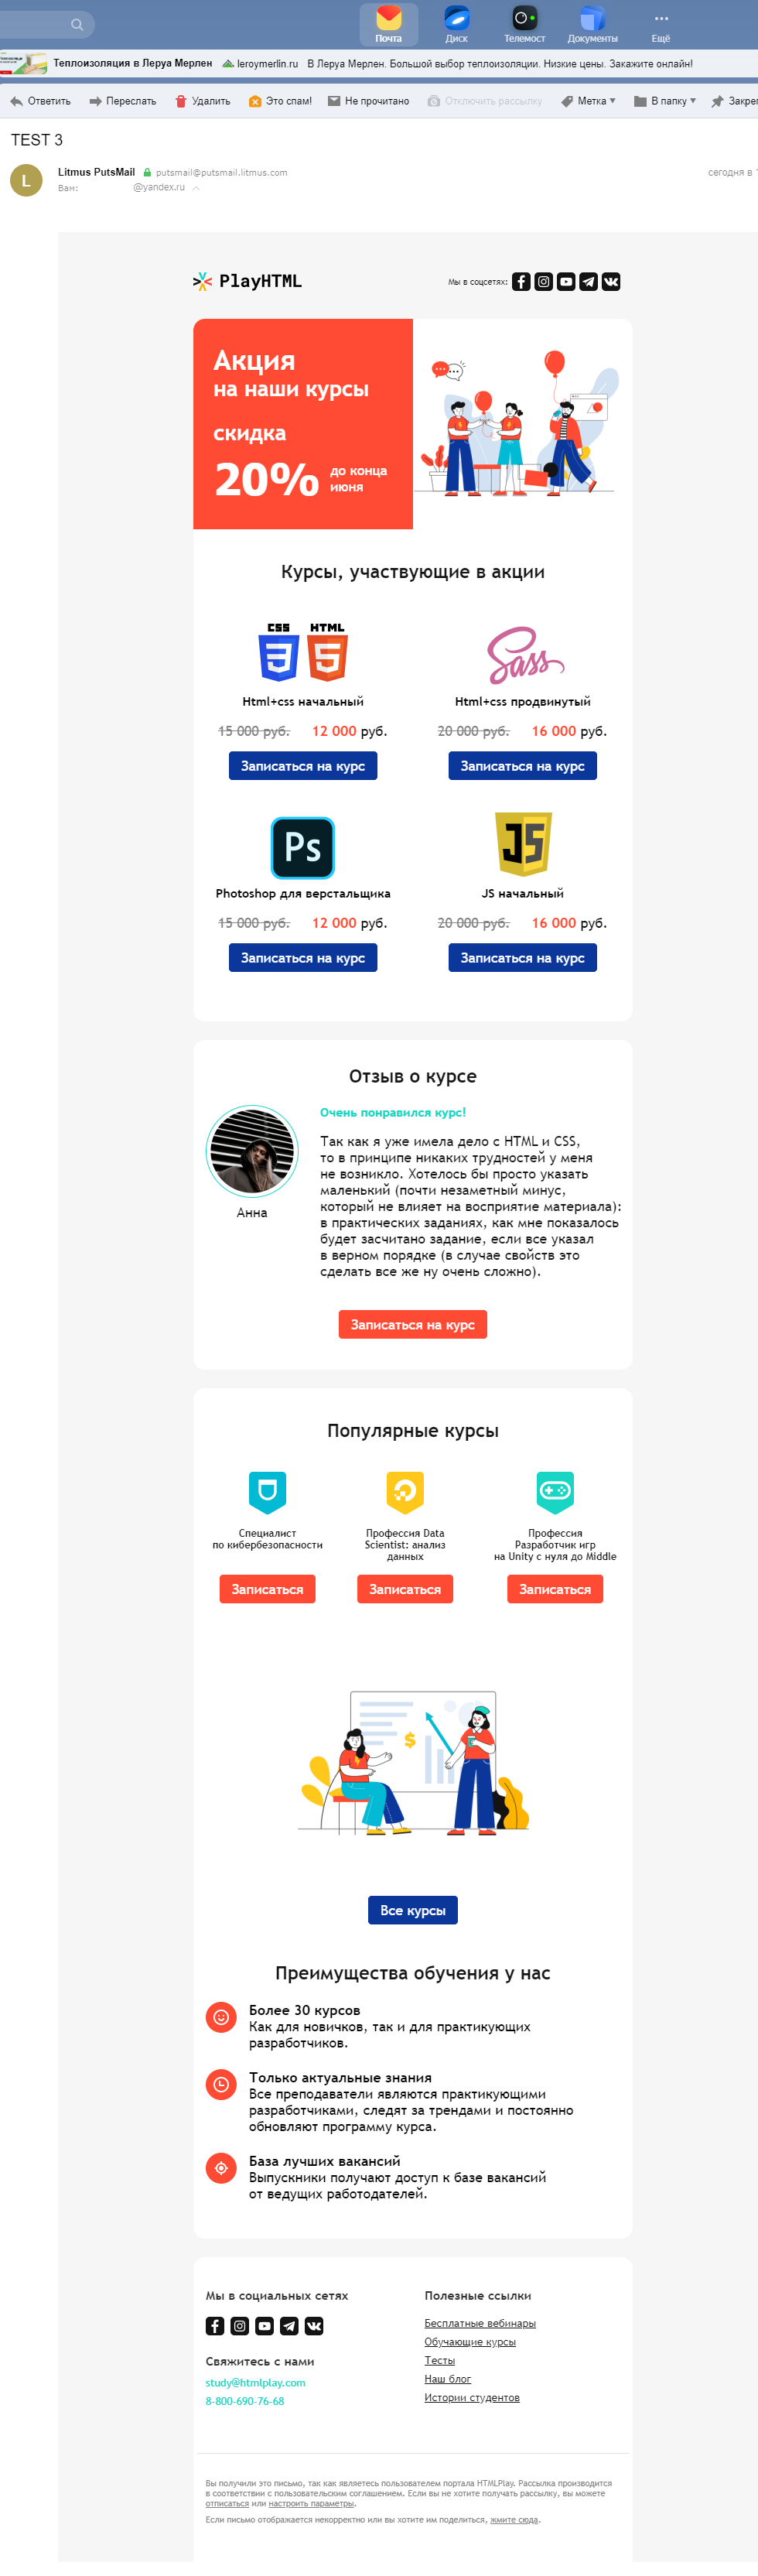 Почта
Диск
Телемост
Документы
Ещё
Теплоизоляция в Леруа Мерлен leroymerlin.ru В Леруа Мерлен. Большой выбор теплоизоляции. Низкие цены. Закажите онлайн!
Ответить Переслать Удалить Это спам! Не прочитано Отключить рассылку Метка В папку
TEST 3
L
Litmus PutsMail putsmail@putsmail.litmus.com сегодня в
Вам: @yandex.ru
PlayHTML
Мы в соцсетях:
Акция
на наши курсы
скидка
20% до конца
июня
Курсы, участвующие в акции
CSS HTML
3 5
Sass
Html+css начальный Html+css продвинутый
15 000 руб. 12 000 руб. 20 000 руб. 16 000 руб.
Записаться на курс Записаться на курс
Ps JS
Photoshop для верстальщика JS начальный
15 000 руб. 12 000 руб. 20 000 руб. 16 000 руб.
Записаться на курс Записаться на курс
Отзыв о курсе
Анна
Очень понравился курс!
Так как я уже имела дело с HTML и CSS,
то в принципе никаких трудностей у меня
не возникло. Хотелось бы просто указать
маленький (почти незаметный минус,
который не влияет на восприятие материала):
в практических заданиях, как мне показалось
будет засчитано задание, если все указал
в верном порядке (в случае свойств это
сделать все же ну очень сложно).
Записаться на курс
Популярные курсы
Специалист
по кибербезопасности
Записаться
Профессия Data
Scientist: анализ
данных
Записаться
Профессия
Разработчик игр
на Unity с нуля до Middle
Записаться
$
Все курсы
Преимущества обучения у нас
Более 30 курсов
Как для новичков, так и для практикующих
разработчиков.
Только актуальные знания
Все преподаватели являются практикующими
разработчиками, следят за трендами и постоянно
обновляют программу курса.
База лучших вакансий
Выпускники получают доступ к базе вакансий
от ведущих работодателей.
Мы в социальных сетях
Свяжитесь с нами
study@htmlplay.com
8-800-690-76-68
Полезные ссылки
Бесплатные вебинары
Обучающие курсы
Тесты
Наш блог
Истории студентов
Вы получили это письмо, так как являетесь пользователем портала HTMLPlay. Рассылка производится
в соответствии с пользовательским соглашением. Если вы не хотите получать рассылку, вы можете
отписаться или настроить параметры.
Если письмо отображается некорректно или вы хотите им поделиться, жмите сюда.